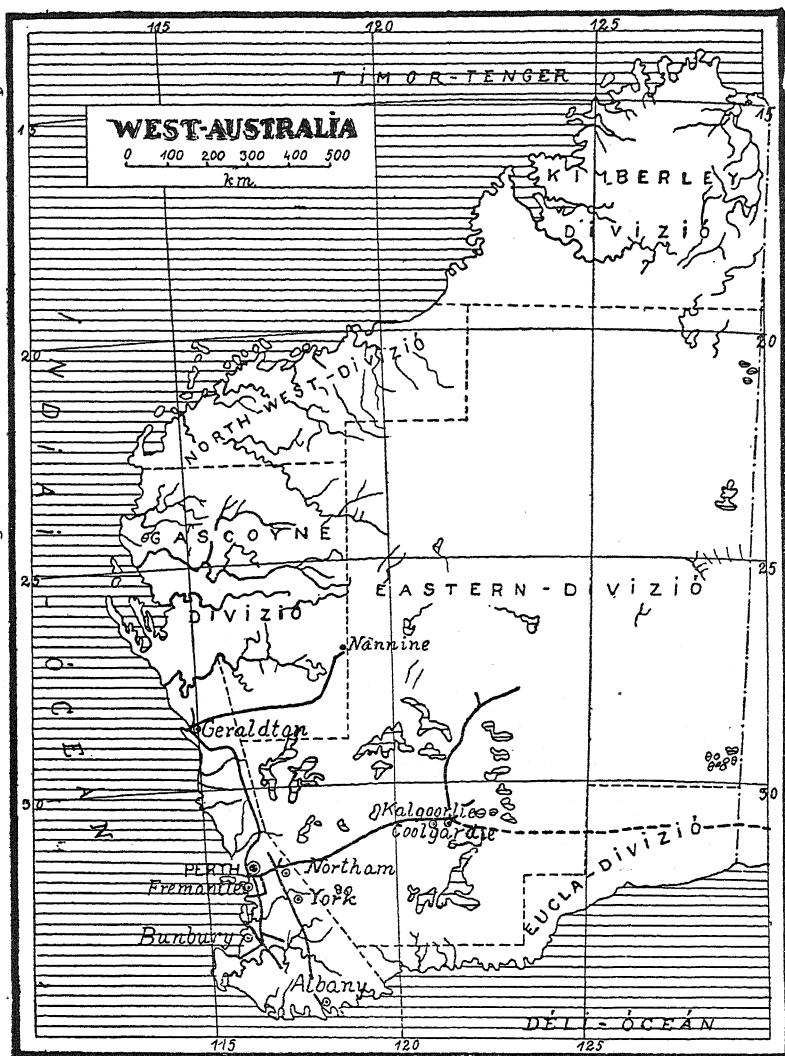 115 120 125
TIMOR-TENGER
15 15
WEST-AUSTRALIA
0 100 200 300 400 500
km.
KIMBERLEY
DIVIZIÓ
20 20
NORTH-WEST-DIVIZIÓ
INDIAI-ÓCEÁN
GASCOYNE
DIVIZIÓ
25 25
EASTERN-DIVIZIÓ
Nannine
Geraldton
30 30
Kalgoorlie
Coolgardie
PERTH
Northam
Fremantle
York
EUCLA-DIVIZIÓ
Bunbury
Albany
DÉLI-ÓCEÁN
115 120 125